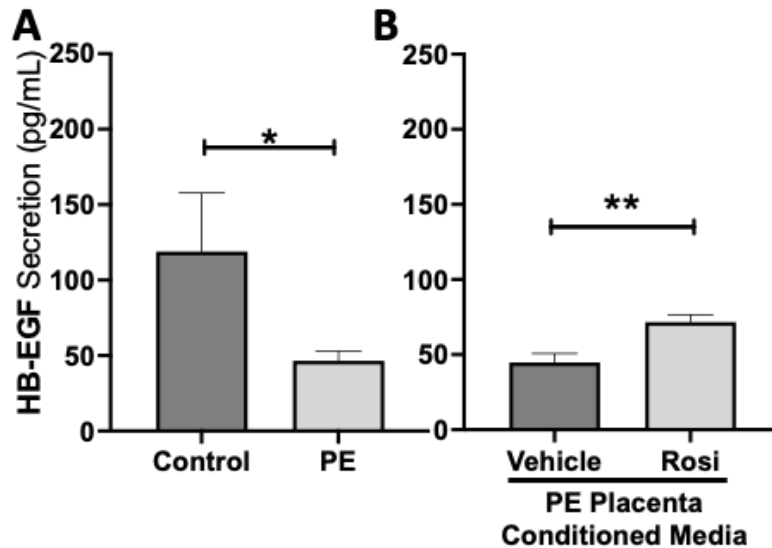 A
HB-EGF Secretion (pg/mL)
250
200
150
100
50
0
*
Control PE
B
250
200
150
100
50
0
**
Vehicle Rosi
PE Placenta
Conditioned Media